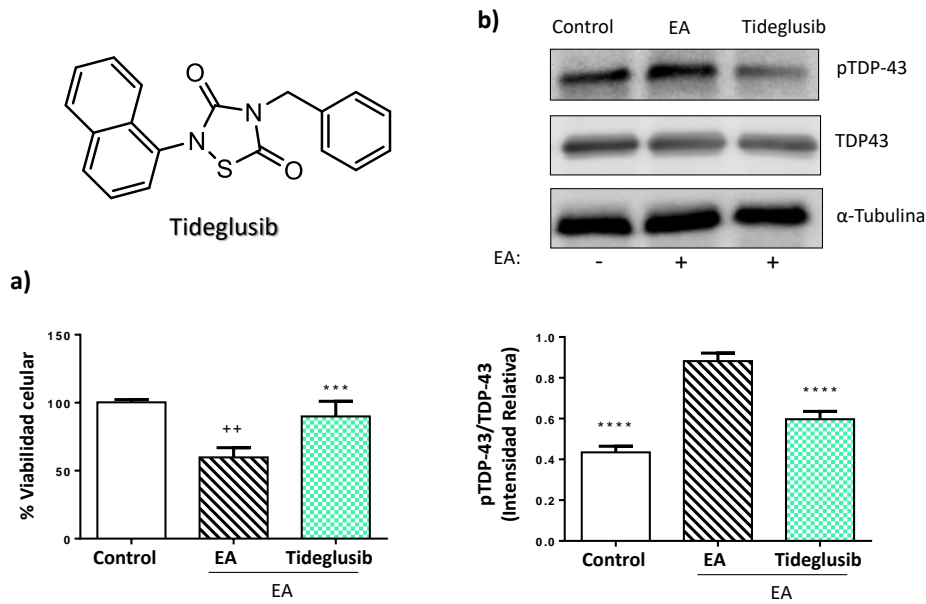 O
N
N
S
O
Tideglusib
b)
Control EA Tideglusib
pTDP-43
TDP43
α-Tubulina
EA: - + +
a)
% Viabilidad celular
150
100
50
0
++
***
Control EA Tideglusib
EA
pTDP-43/TDP-43
(Intensidad Relativa)
1.0
0.8
0.6
0.4
0.2
0.0
****
****
Control EA Tideglusib
EA